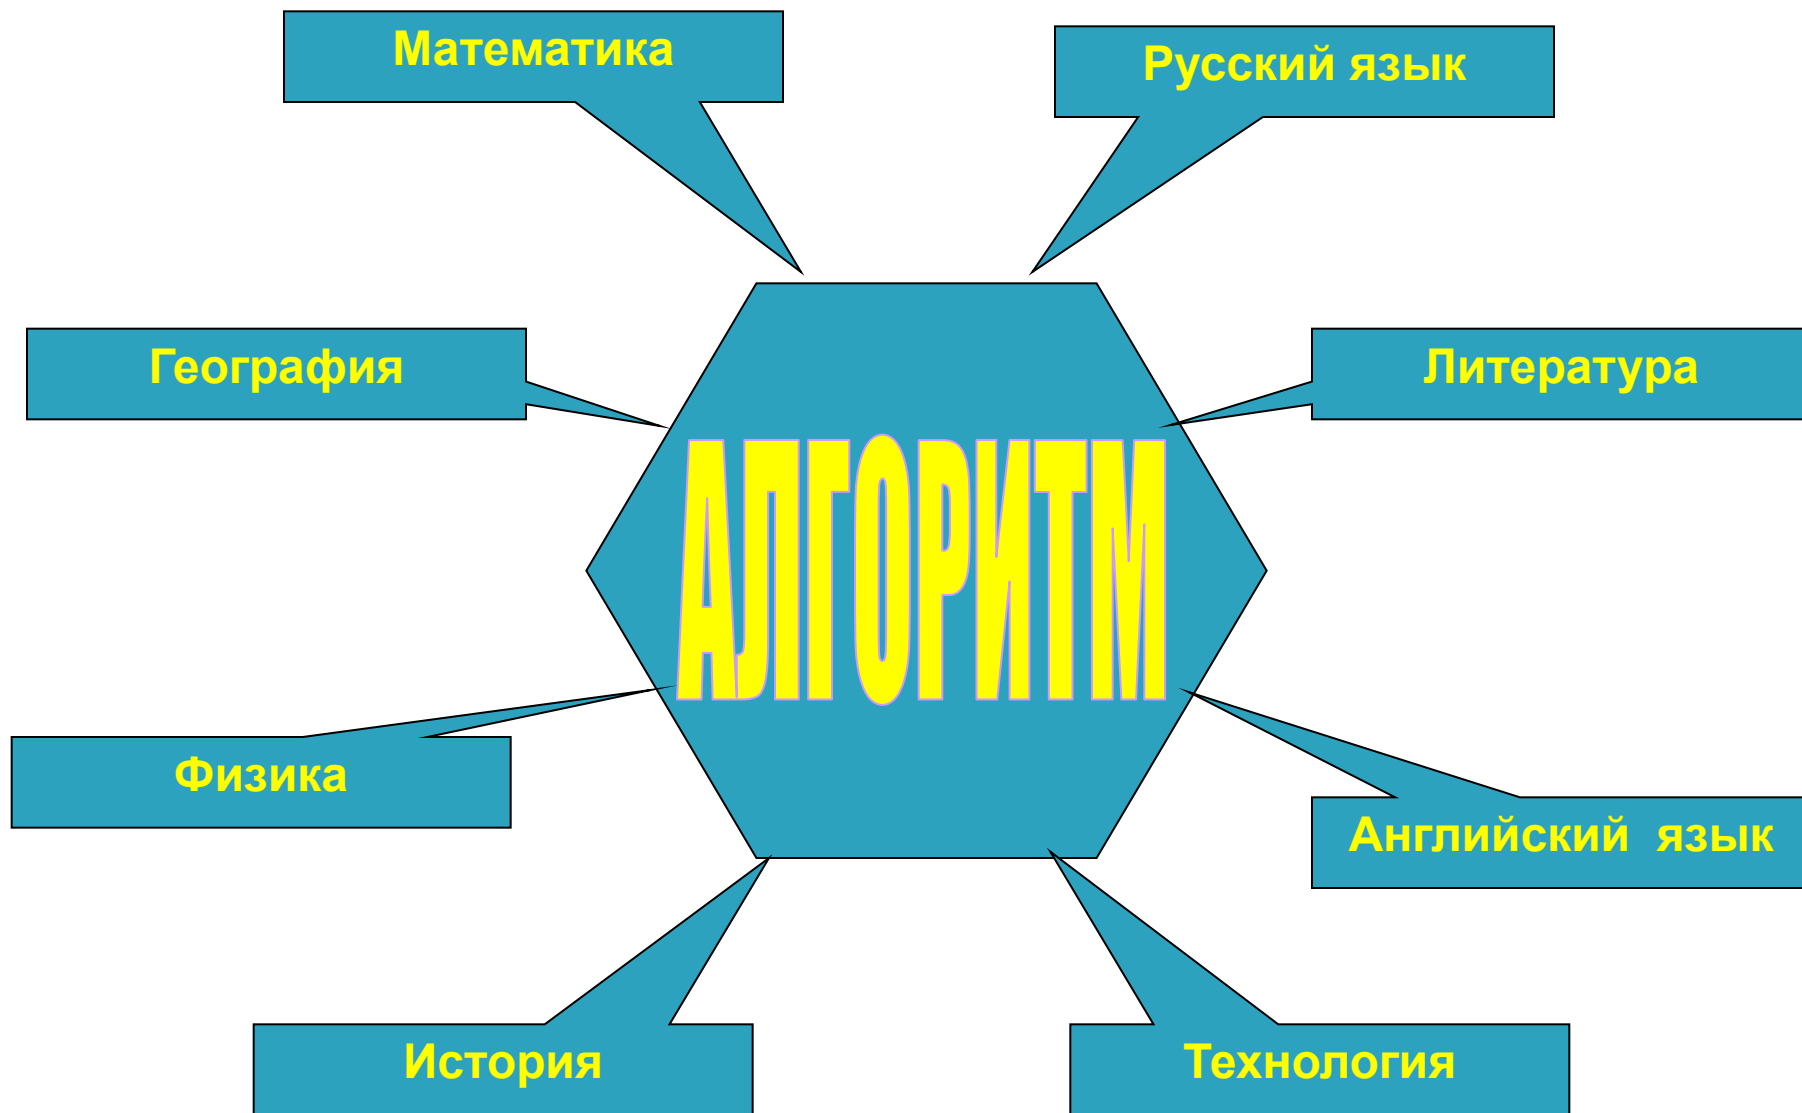 Математика
Русский язык
География
Литература
АЛГОРИТМ
Физика
Английский  язык
История
Технология